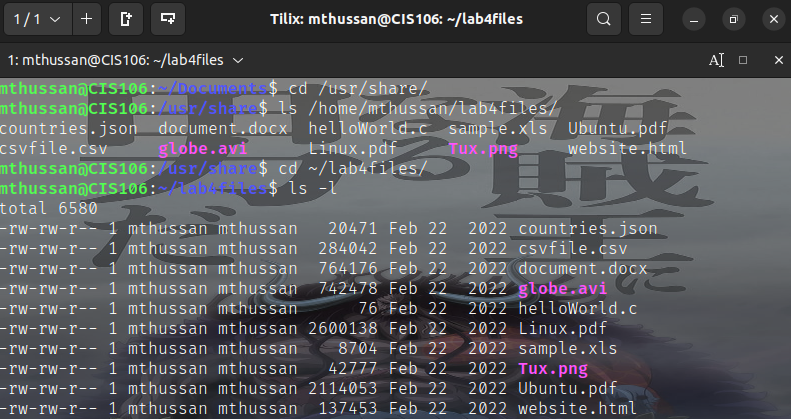 1 / 1
Tilix: mthussan@CIS106: ~/lab4files
1: mthussan@CIS106: ~/lab4files
mthussan@CIS106:~/Documents$ cd /usr/share/
mthussan@CIS106:/usr/share$ ls /home/mthussan/lab4files/
countries.json  document.docx  helloWorld.c  sample.xls  Ubuntu.pdf
csvfile.csv     globe.avi      Linux.pdf     Tux.png     website.html
mthussan@CIS106:/usr/share$ cd ~/lab4files/
mthussan@CIS106:~/lab4files$ ls -l
total 6580
-rw-rw-r-- 1 mthussan mthussan   20471 Feb 22  2022 countries.json
-rw-rw-r-- 1 mthussan mthussan  284042 Feb 22  2022 csvfile.csv
-rw-rw-r-- 1 mthussan mthussan  764176 Feb 22  2022 document.docx
-rw-rw-r-- 1 mthussan mthussan  742478 Feb 22  2022 globe.avi
-rw-rw-r-- 1 mthussan mthussan      76 Feb 22  2022 helloWorld.c
-rw-rw-r-- 1 mthussan mthussan 2600138 Feb 22  2022 Linux.pdf
-rw-rw-r-- 1 mthussan mthussan    8704 Feb 22  2022 sample.xls
-rw-rw-r-- 1 mthussan mthussan   42777 Feb 22  2022 Tux.png
-rw-rw-r-- 1 mthussan mthussan 2114053 Feb 22  2022 Ubuntu.pdf
-rw-rw-r-- 1 mthussan mthussan  137453 Feb 22  2022 website.html